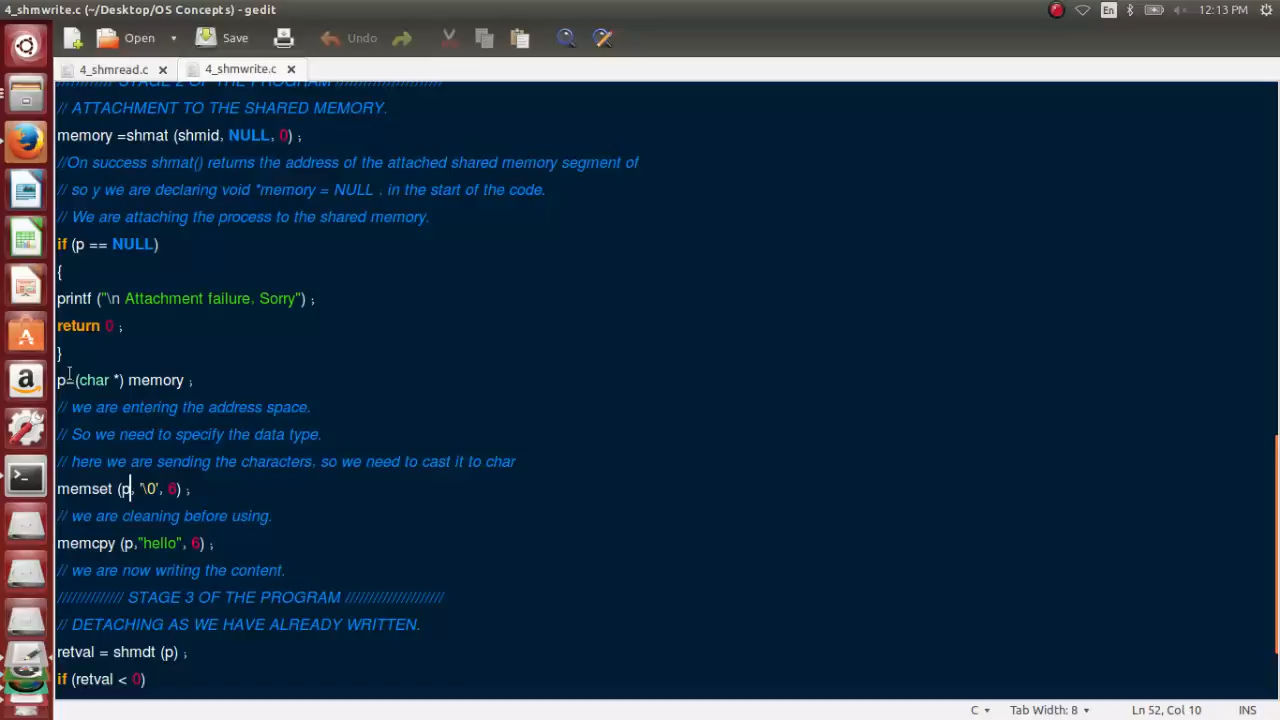 4_shmwrite.c (~/Desktop/OS Concepts) - gedit
En
12:13 PM
Open
Save
Undo
4_shmread.c
4_shmwrite.c
//////////// STAGE 2 OF THE PROGRAM ///////////////////////
// ATTACHMENT TO THE SHARED MEMORY.
memory =shmat (shmid, NULL, 0) ;
//On success shmat() returns the address of the attached shared memory segment of
// so y we are declaring void *memory = NULL , in the start of the code.
// We are attaching the process to the shared memory.
if (p == NULL)
{
printf ("\n Attachment failure, Sorry") ;
return 0 ;
}
p=(char *) memory ;
// we are entering the address space.
// So we need to specify the data type.
// here we are sending the characters, so we need to cast it to char
memset (p, '\0', 6) ;
// we are cleaning before using.
memcpy (p,"hello", 6) ;
// we are now writing the content.
////////////// STAGE 3 OF THE PROGRAM /////////////////////
// DETACHING AS WE HAVE ALREADY WRITTEN.
retval = shmdt (p) ;
if (retval < 0)
C
Tab Width: 8
Ln 52, Col 10
INS